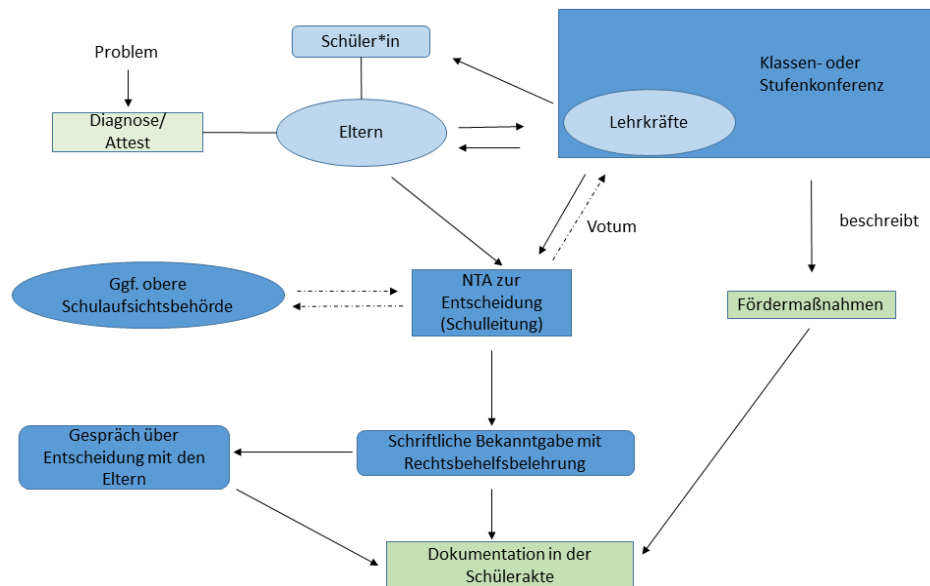 Schüler*in
Problem
Klassen- oder
Stufenkonferenz
Diagnose/
Attest
Eltern
Lehrkräfte
Votum
beschreibt
Ggf. obere
Schulaufsichtsbehörde
NTA zur
Entscheidung
(Schulleitung)
Fördermaßnahmen
Gespräch über
Entscheidung mit den
Eltern
Schriftliche Bekanntgabe mit
Rechtsbehelfsbelehrung
Dokumentation in der
Schülerakte